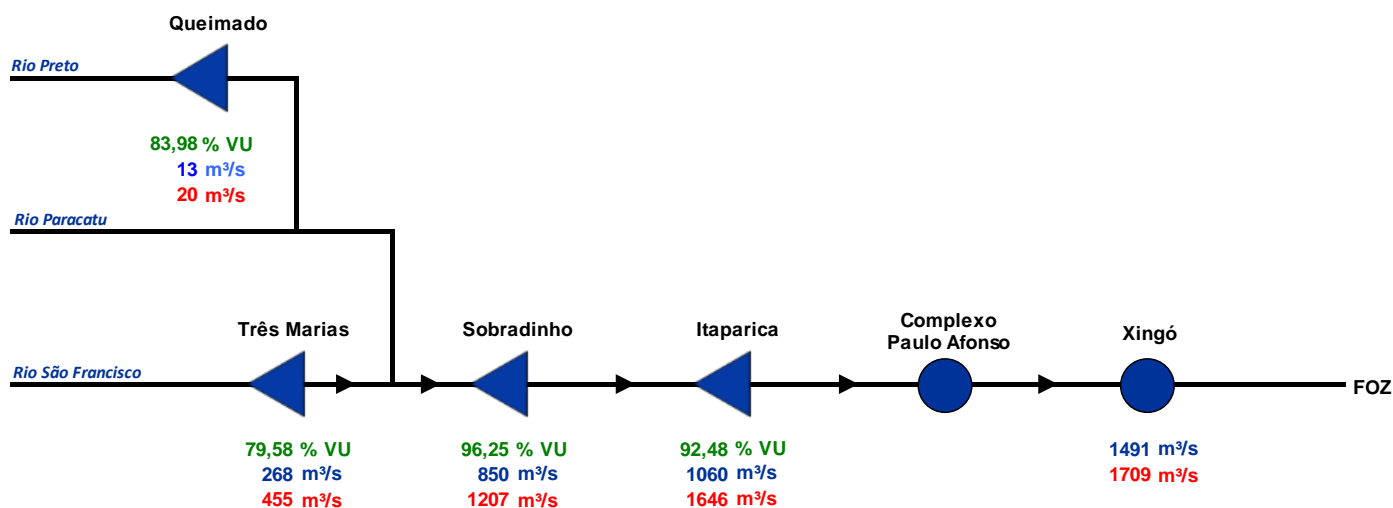 Queimado
Rio Preto
83,98 % VU
13 m³/s
20 m³/s
Rio Paracatu
Três Marias
Sobradinho
Itaparica
Complexo
Paulo Afonso
Xingó
Rio São Francisco
FOZ
79,58 % VU
268 m³/s
455 m³/s
96,25 % VU
850 m³/s
1207 m³/s
92,48 % VU
1060 m³/s
1646 m³/s
1491 m³/s
1709 m³/s